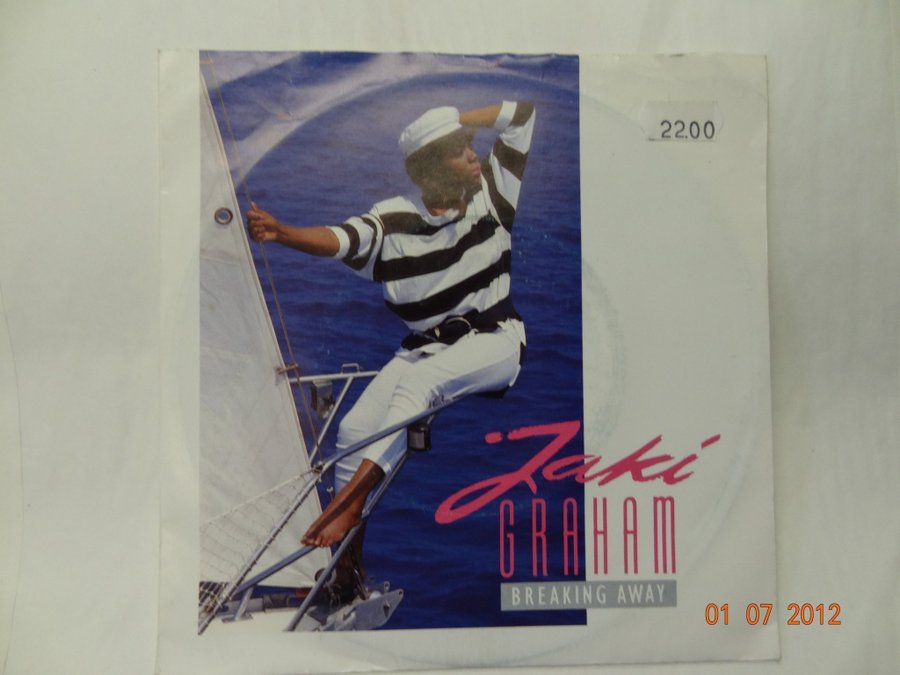 22.00
Jaki
GRAHAM
BREAKING AWAY
01 07 2012